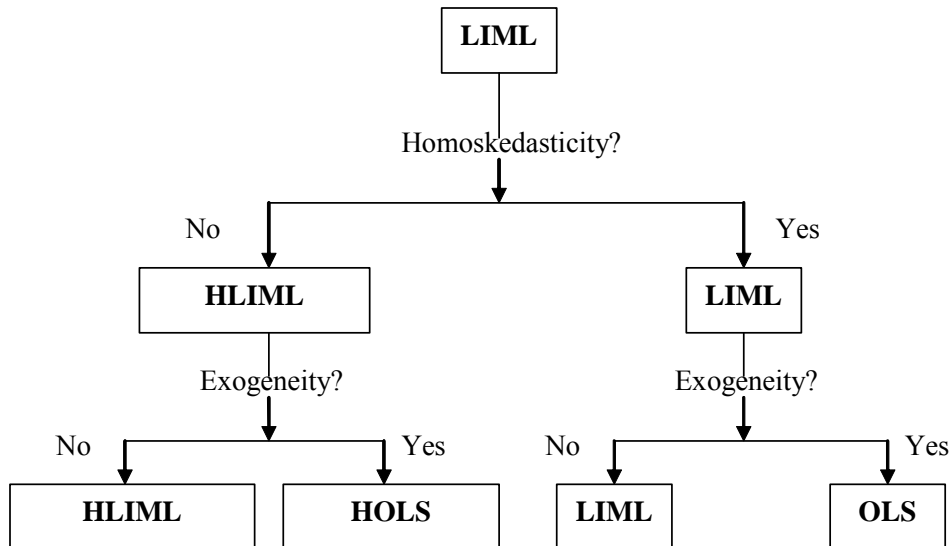 LIML
Homoskedasticity?
No
Yes
HLIML
LIML
Exogeneity?
Exogeneity?
No
Yes
No
Yes
HLIML
HOLS
LIML
OLS